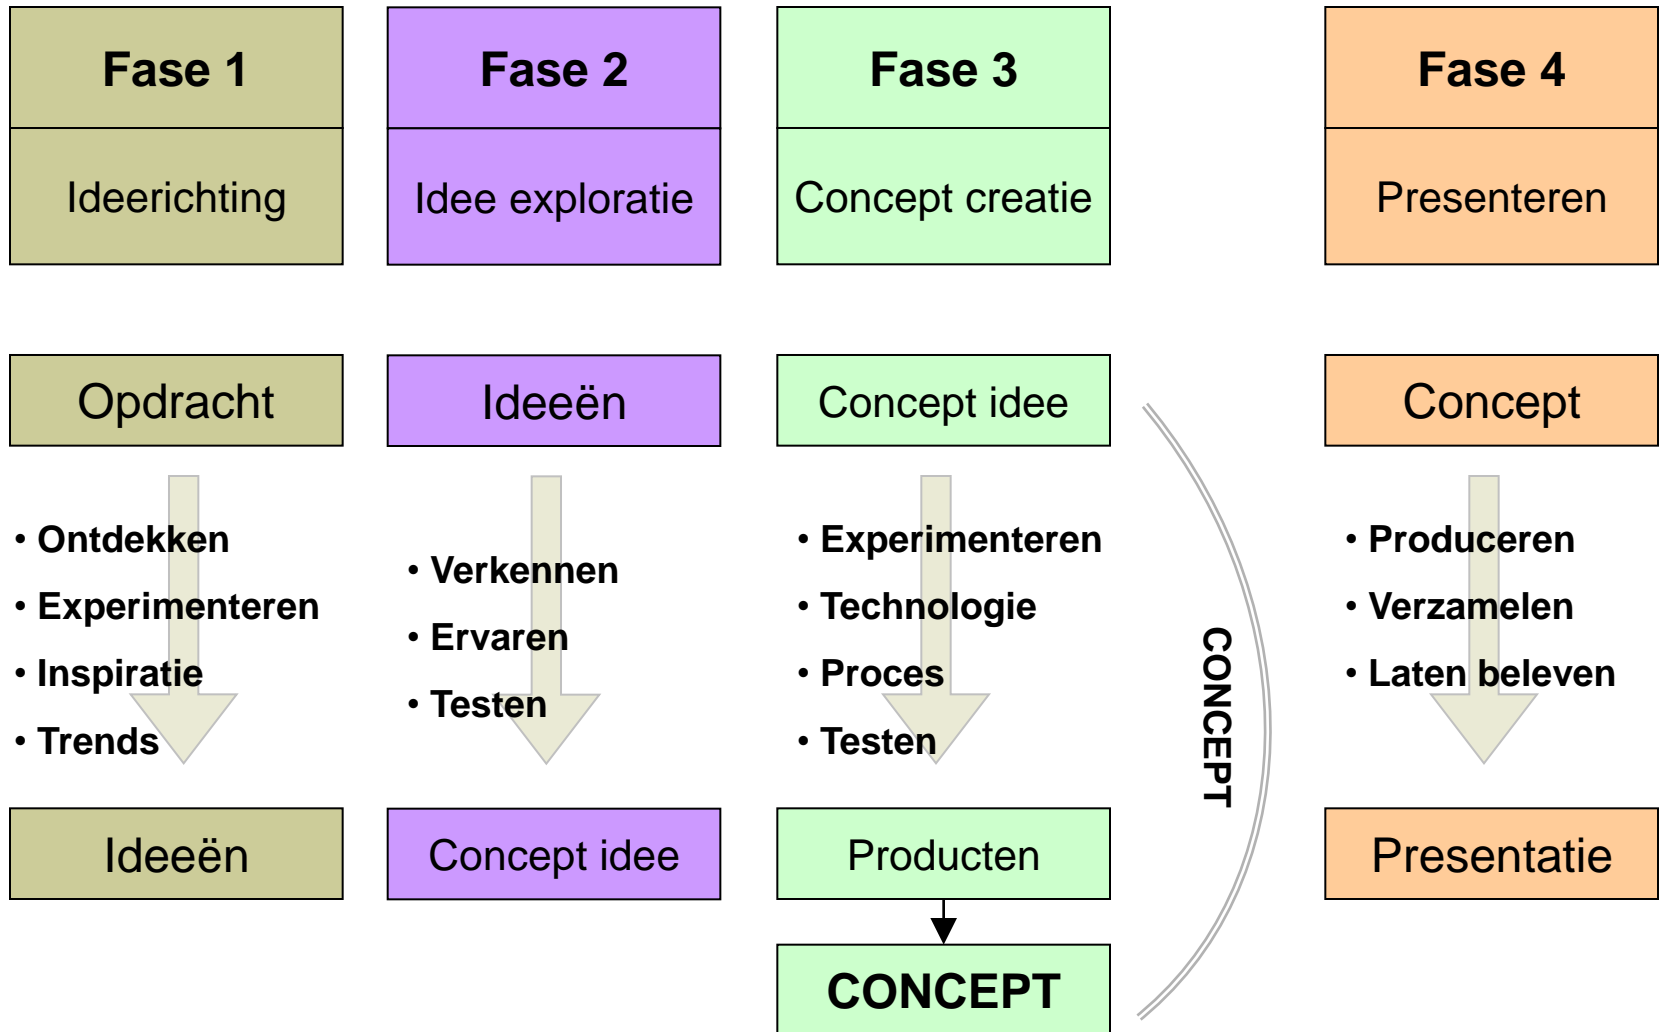 Fase 1
Ideerichting
Opdracht
• Ontdekken
• Experimenteren
• Inspiratie
• Trends
Ideeën
Fase 2
Idee exploratie
Ideeën
• Verkennen
• Ervaren
• Testen
Concept idee
Fase 3
Concept creatie
Concept idee
• Experimenteren
• Technologie
• Proces
• Testen
Producten
CONCEPT
CONCEPT
Fase 4
Presenteren
Concept
• Produceren
• Verzamelen
• Laten beleven
Presentatie